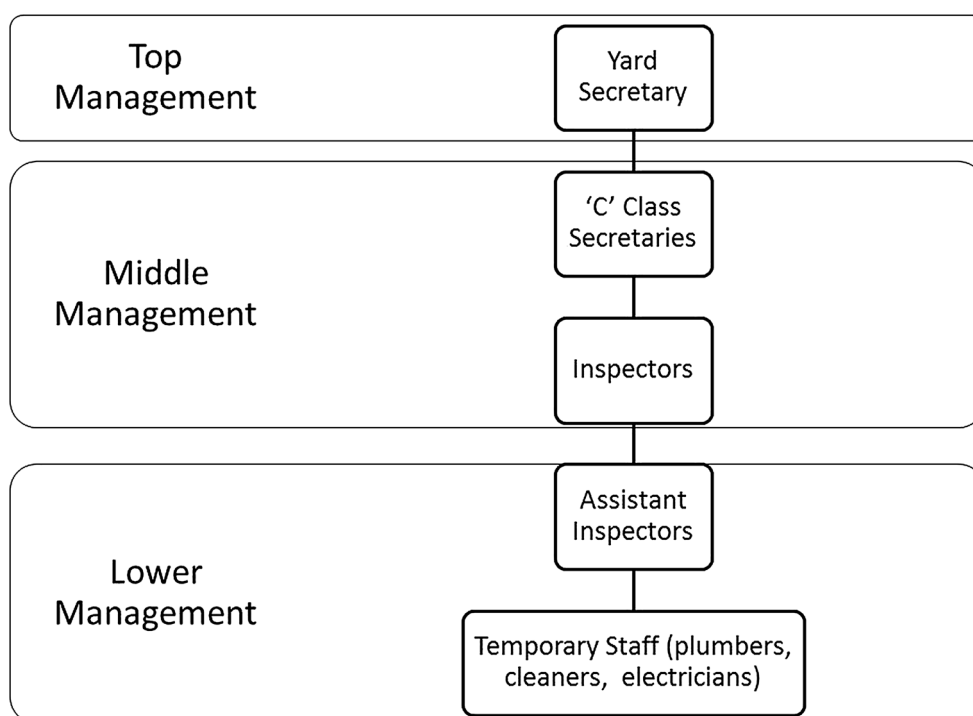 Top
Management
Yard
Secretary
Middle
Management
‘C’ Class
Secretaries
Inspectors
Lower
Management
Assistant
Inspectors
Temporary Staff (plumbers,
cleaners, electricians)